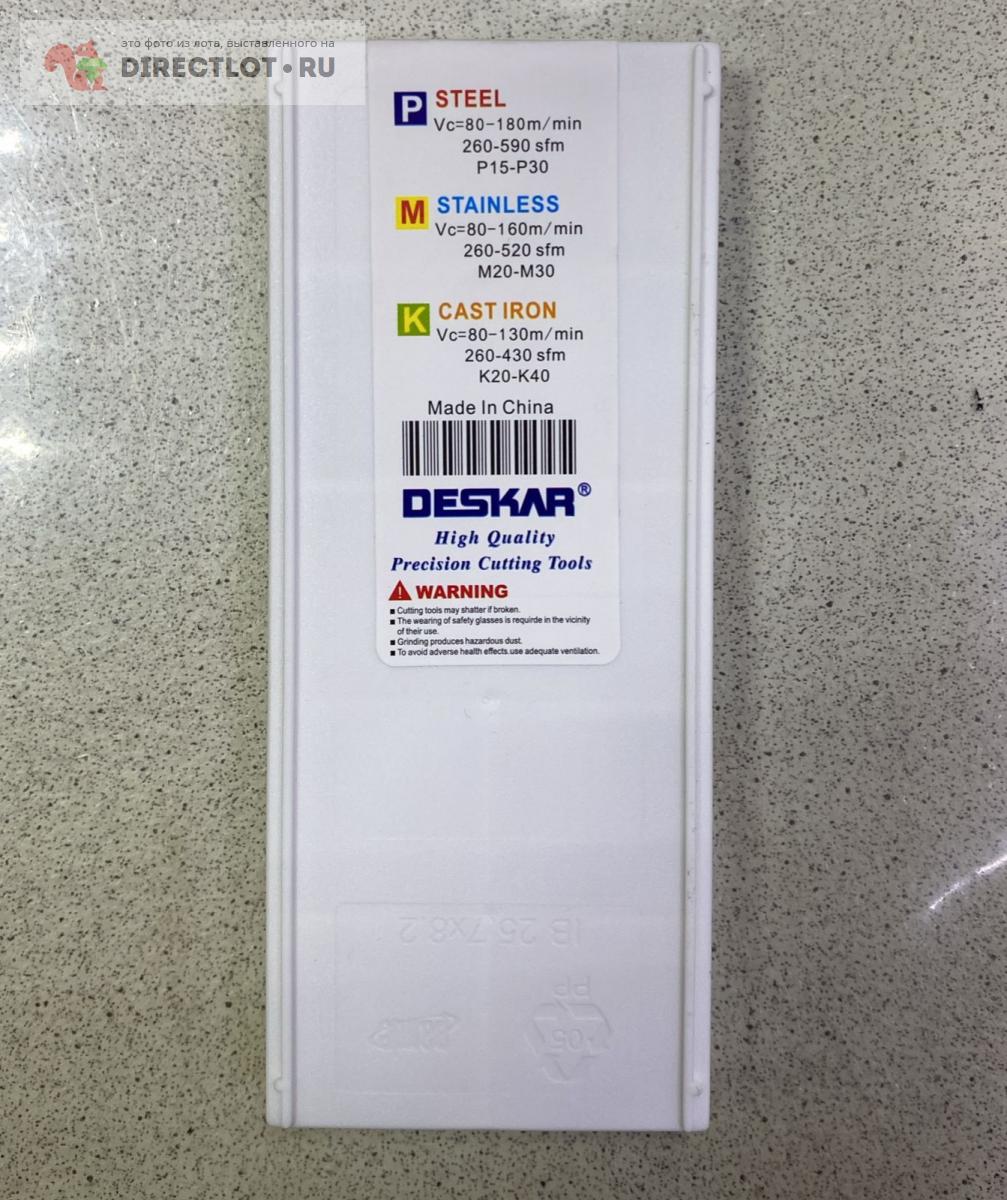 это фото из лота, выставленного на
DIRECTLOT•RU
P STEEL
Vc=80-180m/min
260-590 sfm
P15-P30
M STAINLESS
Vc=80-160m/min
260-520 sfm
M20-M30
K CAST IRON
Vc=80-130m/min
260-430 sfm
K20-K40
Made In China
DESKAR®
High Quality
Precision Cutting Tools
WARNING
■ Cutting tools may shatter if broken.
■ The wearing of safety glasses is requirde in the vicinity
of their use.
■ Grinding produces hazardous dust.
■ To avoid adverse health effects.use adequate ventilation.
IB 25.7x8.2
PP
05